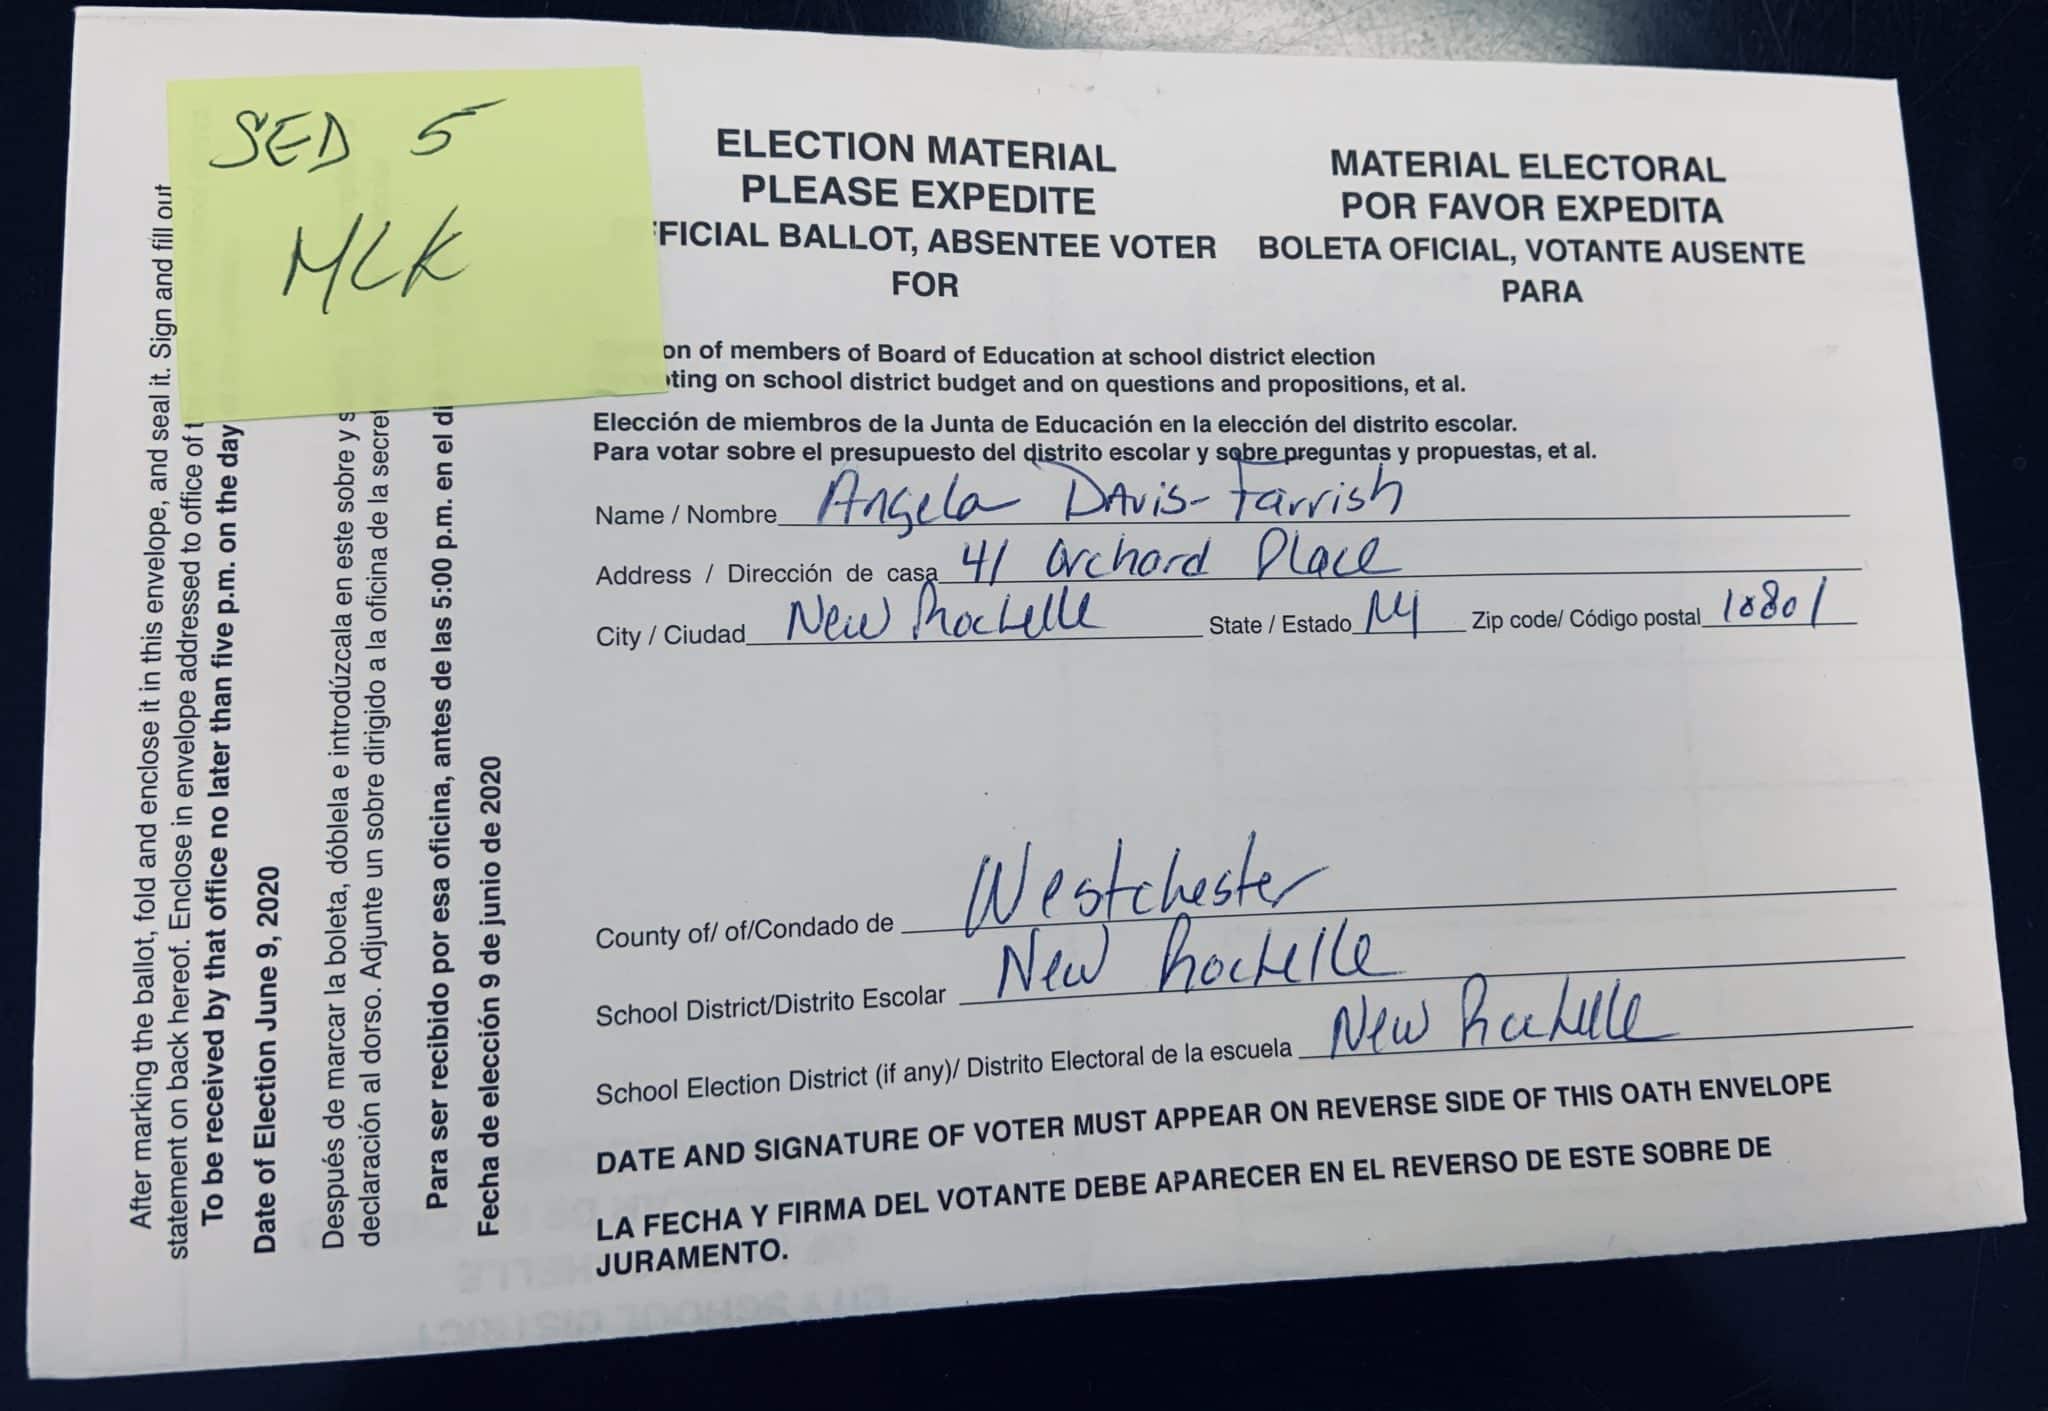 SED 5
MLK
ELECTION MATERIAL
PLEASE EXPEDITE
FFICIAL BALLOT, ABSENTEE VOTER
FOR
MATERIAL ELECTORAL
POR FAVOR EXPEDITA
BOLETA OFICIAL, VOTANTE AUSENTE
PARA
on of members of Board of Education at school district election
ting on school district budget and on questions and propositions, et al.
Elección de miembros de la Junta de Educación en la elección del distrito escolar.
Para votar sobre el presupuesto del distrito escolar y sobre preguntas y propuestas, et al.
Name / Nombre Angela Davis-Farrish
Address / Dirección de casa 41 Orchard Place
City / Ciudad New Rochelle State / Estado NY Zip code/ Código postal 10801
County of/ of/Condado de Westchester
School District/Distrito Escolar New Rochelle
School Election District (if any)/ Distrito Electoral de la escuela New Rochelle
DATE AND SIGNATURE OF VOTER MUST APPEAR ON REVERSE SIDE OF THIS OATH ENVELOPE
LA FECHA Y FIRMA DEL VOTANTE DEBE APARECER EN EL REVERSO DE ESTE SOBRE DE
JURAMENTO.
After marking the ballot, fold and enclose it in this envelope, and seal it. Sign and fill out
statement on back hereof. Enclose in envelope addressed to office of
To be received by that office no later than five p.m. on the day
Date of Election June 9, 2020
Después de marcar la boleta, dóblela e introdúzcala en este sobre y
declaración al dorso. Adjunte un sobre dirigido a la oficina de la secre
Para ser recibido por esa oficina, antes de las 5:00 p.m. en el di
Fecha de elección 9 de junio de 2020